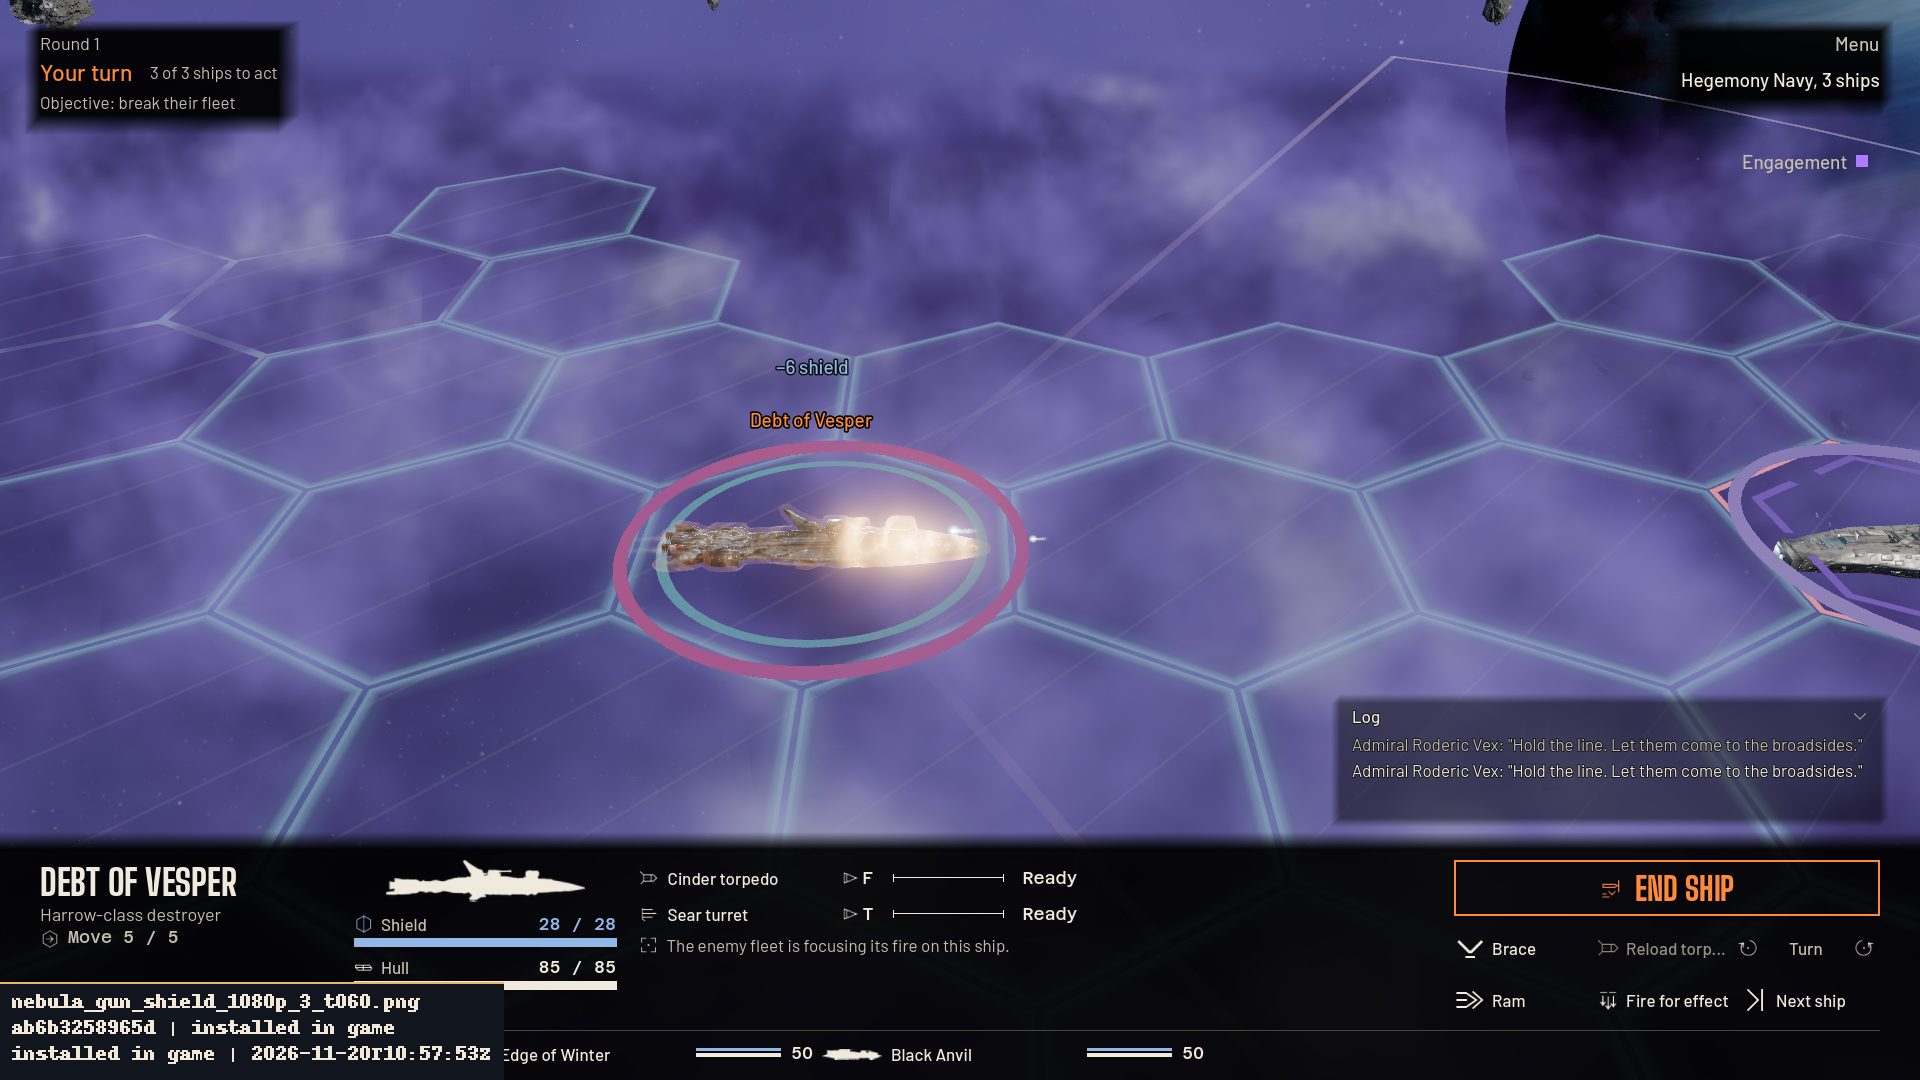 Round 1
Your turn 3 of 3 ships to act
Objective: break their fleet
Menu
Hegemony Navy, 3 ships
Engagement
−6 shield
Debt of Vesper
Log
Admiral Roderic Vex: "Hold the line. Let them come to the broadsides."
Admiral Roderic Vex: "Hold the line. Let them come to the broadsides."
DEBT OF VESPER
Harrow-class destroyer
Move 5 / 5
Shield 28 / 28
Hull 85 / 85
Cinder torpedo F Ready
Sear turret T Ready
The enemy fleet is focusing its fire on this ship.
END SHIP
Brace Reload torp... Turn
Ram Fire for effect Next ship
nebula_gun_shield_1080p_3_t060.png
ab6b3258965d | installed in game
installed in game | 2026-11-20T10:57:53Z
Edge of Winter 50 Black Anvil 50